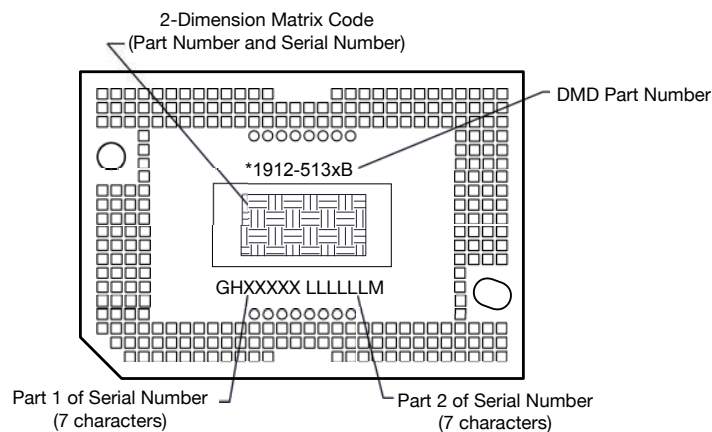 2-Dimension Matrix Code
(Part Number and Serial Number)
DMD Part Number
*1912-513xB
GHXXXXX LLLLLLM
Part 1 of Serial Number
(7 characters)
Part 2 of Serial Number
(7 characters)